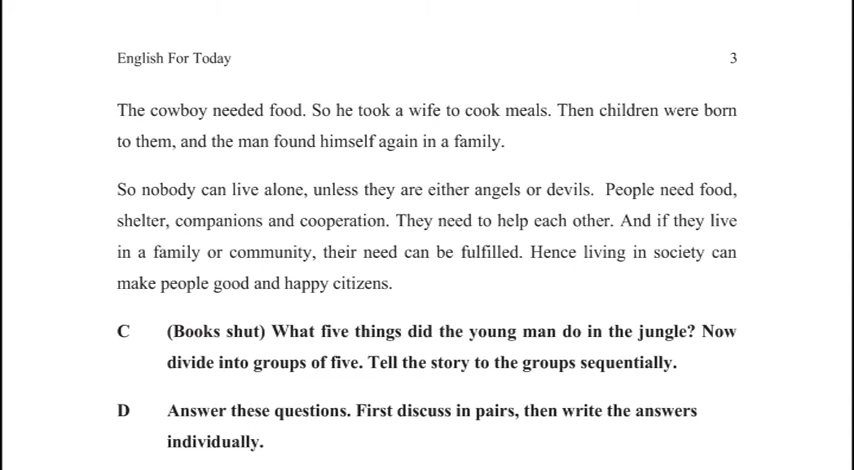 English For Today 3
The cowboy needed food. So he took a wife to cook meals. Then children were born
to them, and the man found himself again in a family.
So nobody can live alone, unless they are either angels or devils. People need food,
shelter, companions and cooperation. They need to help each other. And if they live
in a family or community, their need can be fulfilled. Hence living in society can
make people good and happy citizens.
C (Books shut) What five things did the young man do in the jungle? Now
divide into groups of five. Tell the story to the groups sequentially.
D Answer these questions. First discuss in pairs, then write the answers
individually.